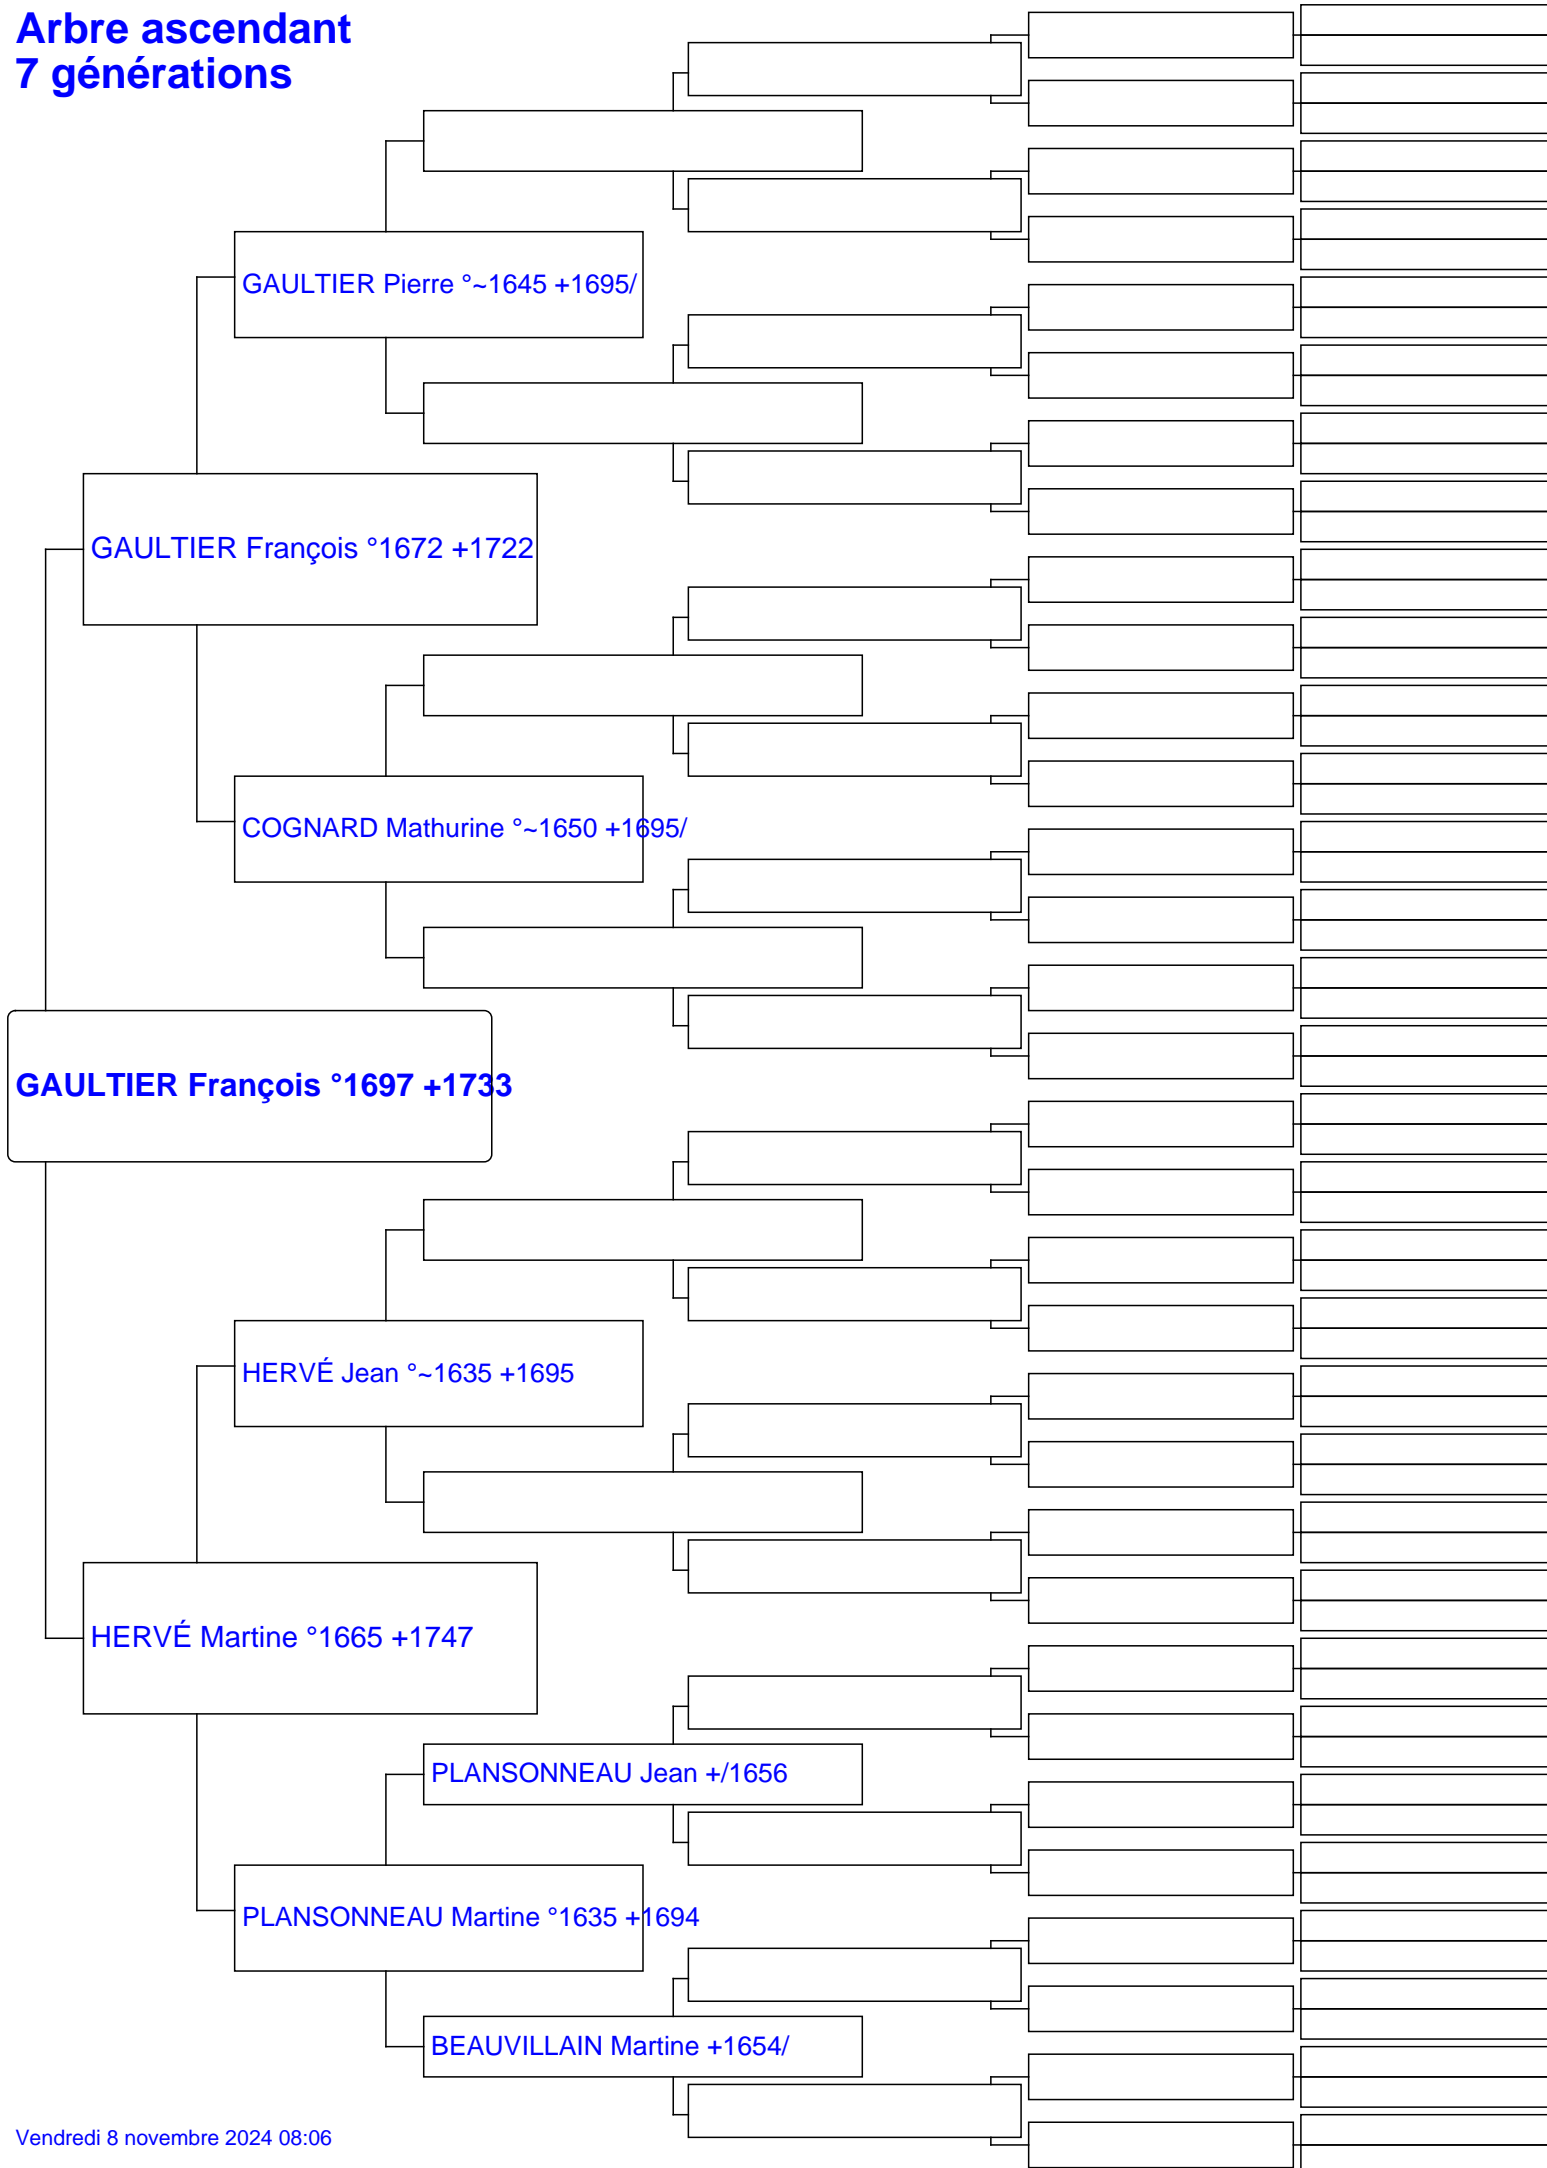 Arbre ascendant
7 générations
GAULTIER Pierre °~1645 +1695/
GAULTIER François °1672 +1722
COGNARD Mathurine °~1650 +1695/
GAULTIER François °1697 +1733
HERVÉ Jean °~1635 +1695
HERVÉ Martine °1665 +1747
PLANSONNEAU Jean +/1656
PLANSONNEAU Martine °1635 +1694
BEAUVILLAIN Martine +1654/
Vendredi 8 novembre 2024 08:06